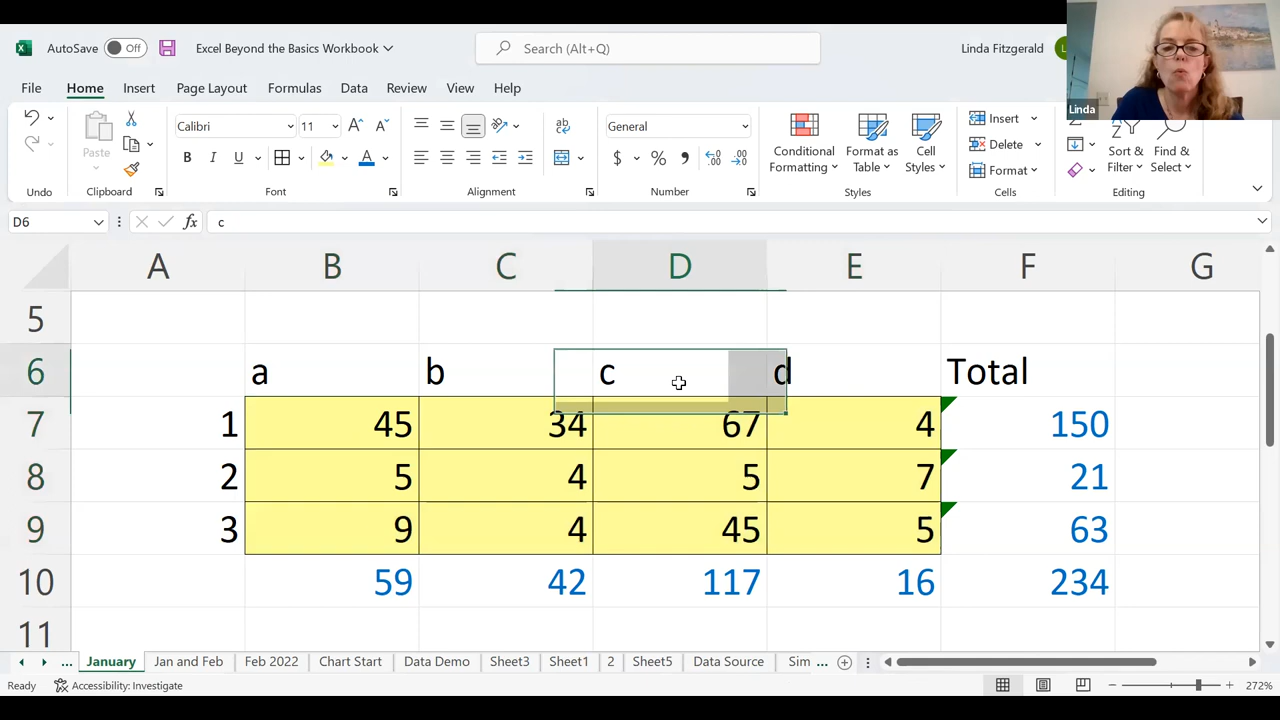 AutoSave Off Excel Beyond the Basics Workbook Search (Alt+Q) Linda Fitzgerald
Linda
File Home Insert Page Layout Formulas Data Review View Help
Calibri 11 General
Paste $ % Conditional Formatting Format as Table Cell Styles Insert Delete Format Sort & Filter Find & Select
Undo Clipboard Font Alignment Number Styles Cells Editing
D6 fx c
A B C D E F G
5
6 a b c d Total
7 1 45 34 67 4 150
8 2 5 4 5 7 21
9 3 9 4 45 5 63
10 59 42 117 16 234
11
... January Jan and Feb Feb 2022 Chart Start Data Demo Sheet3 Sheet1 2 Sheet5 Data Source Sim ...
Ready Accessibility: Investigate 272%